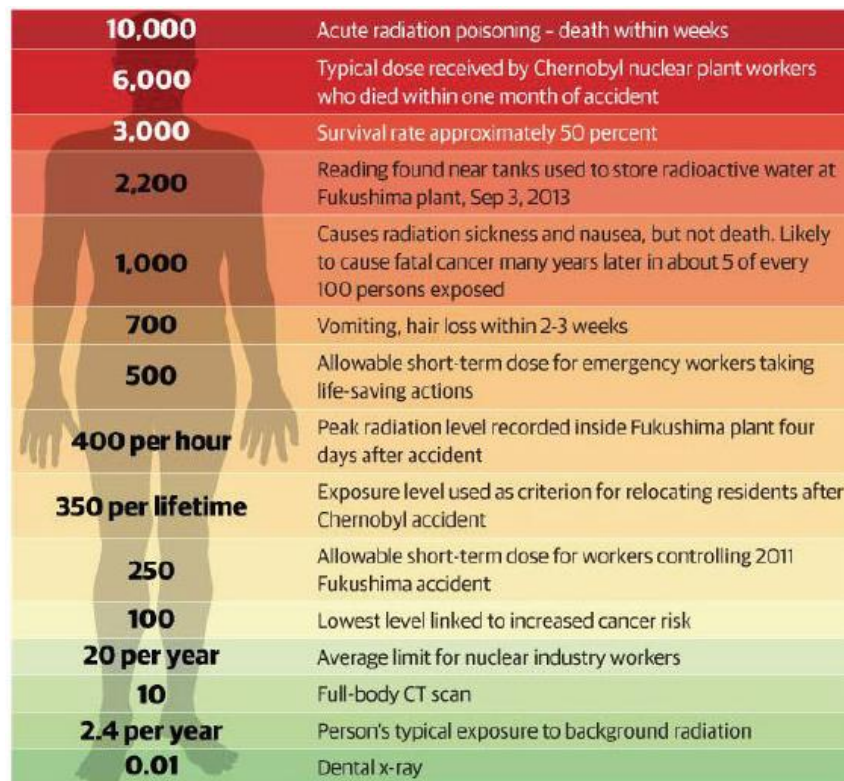 10,000 Acute radiation poisoning – death within weeks
6,000 Typical dose received by Chernobyl nuclear plant workers
who died within one month of accident
3,000 Survival rate approximately 50 percent
2,200 Reading found near tanks used to store radioactive water at
Fukushima plant, Sep 3, 2013
1,000 Causes radiation sickness and nausea, but not death. Likely
to cause fatal cancer many years later in about 5 of every
100 persons exposed
700 Vomiting, hair loss within 2-3 weeks
500 Allowable short-term dose for emergency workers taking
life-saving actions
400 per hour Peak radiation level recorded inside Fukushima plant four
days after accident
350 per lifetime Exposure level used as criterion for relocating residents after
Chernobyl accident
250 Allowable short-term dose for workers controlling 2011
Fukushima accident
100 Lowest level linked to increased cancer risk
20 per year Average limit for nuclear industry workers
10 Full-body CT scan
2.4 per year Person's typical exposure to background radiation
0.01 Dental x-ray